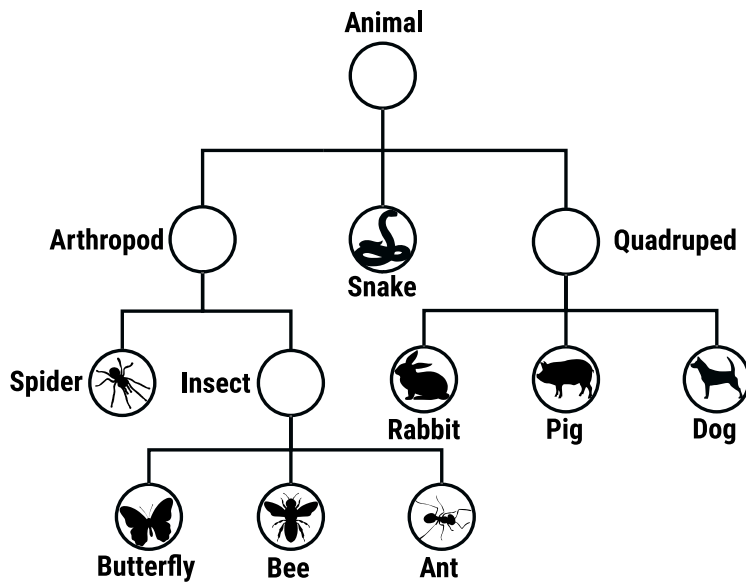 Animal
Arthropod
Snake
Quadruped
Spider
Insect
Rabbit
Pig
Dog
Butterfly
Bee
Ant